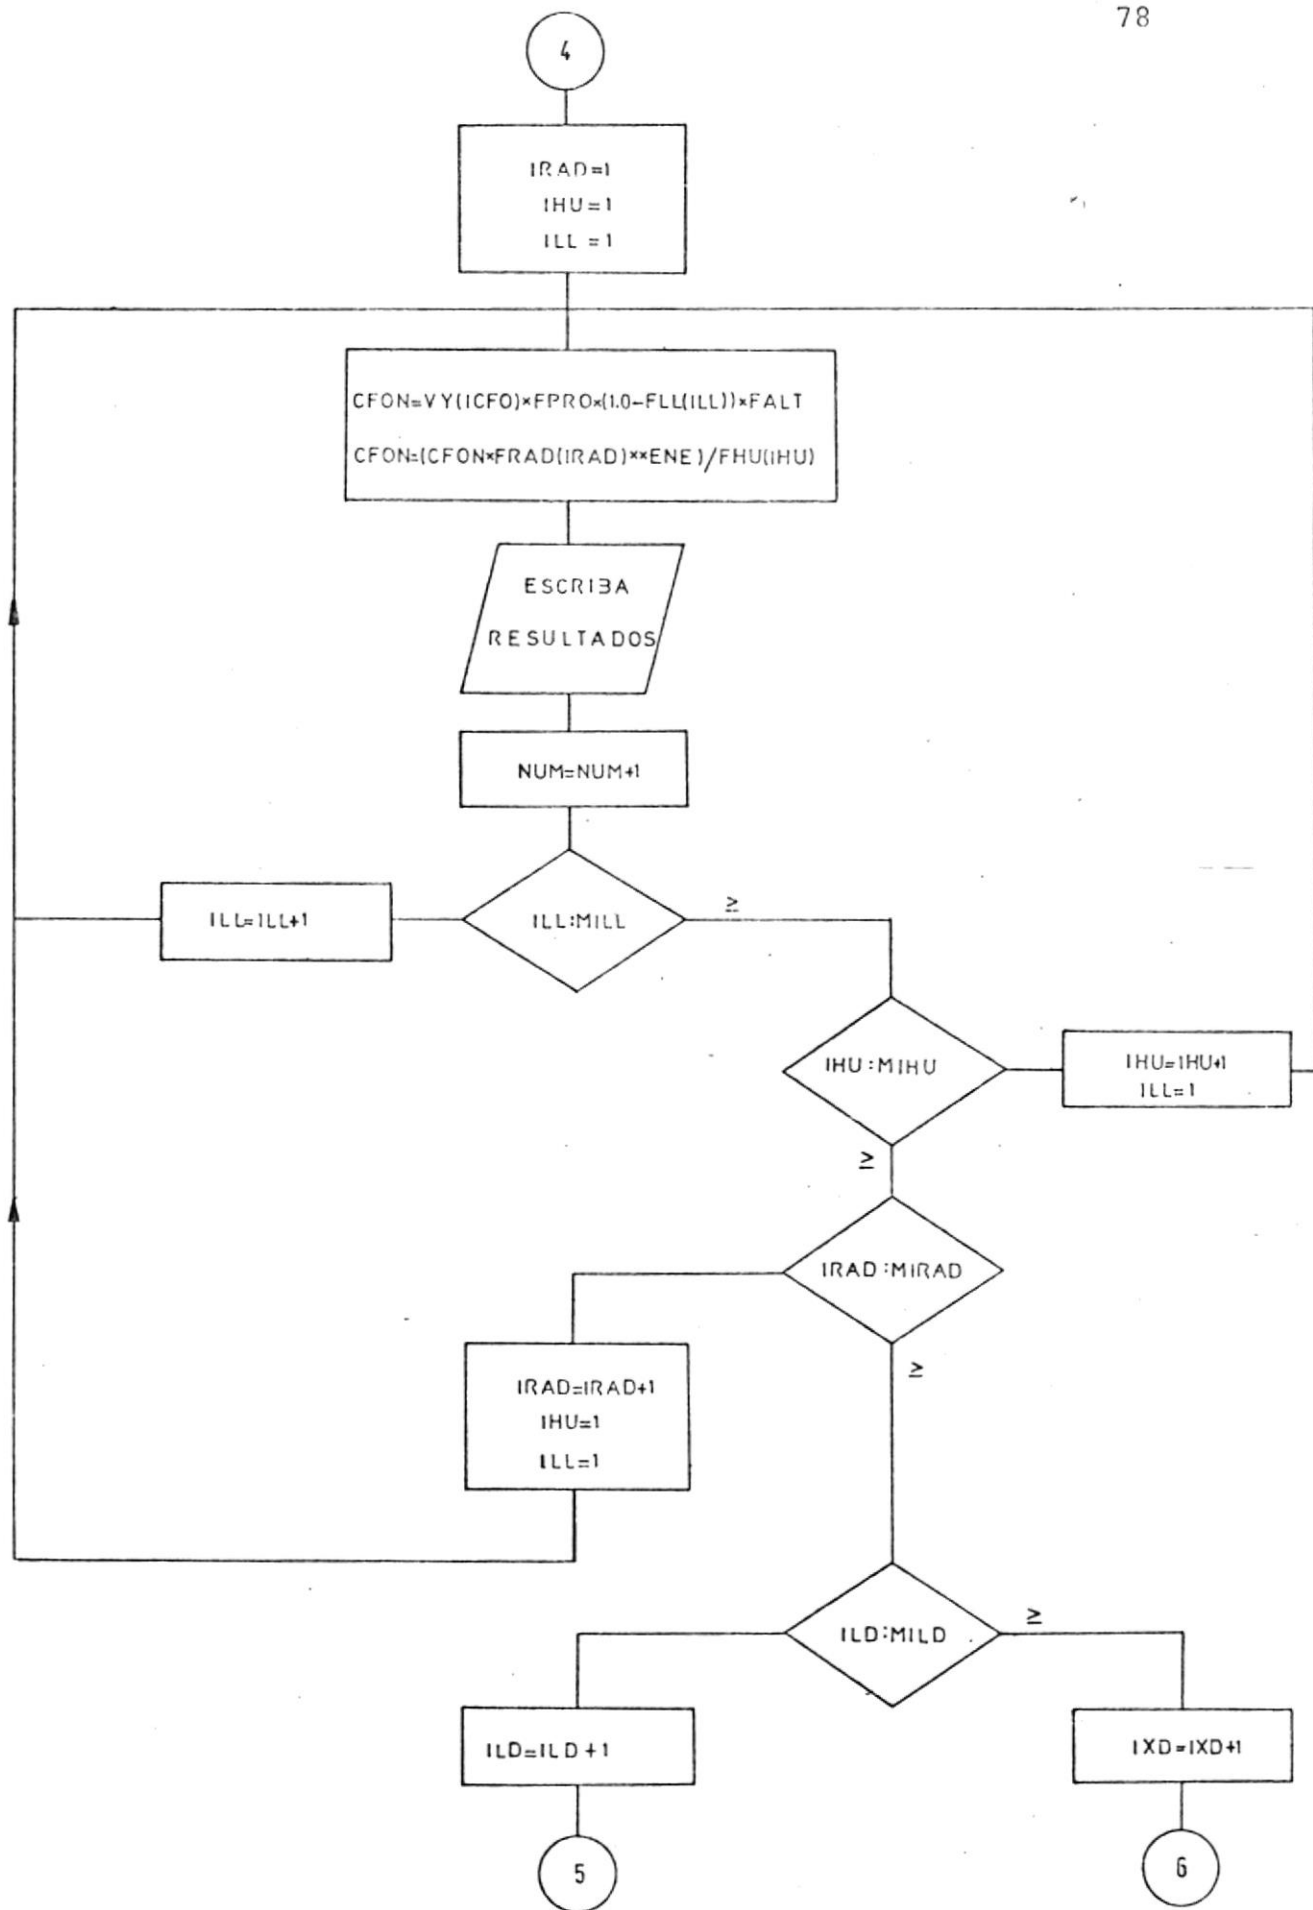 78
4
IRAD=1
IHU=1
ILL=1
CFON=VY(ICFO)×FPRO×(1.0-FLL(ILL))×FALT
CFON=(CFON×FRAD(IRAD)**ENE)/FHU(IHU)
ESCRIBA
RESULTADOS
NUM=NUM+1
ILL=ILL+1
ILL:MILL
≥
IHU:MIHU
IHU=IHU+1
ILL=1
≥
IRAD:MIRAD
≥
IRAD=IRAD+1
IHU=1
ILL=1
ILD:MILD
≥
ILD=ILD+1
IXD=IXD+1
5
6